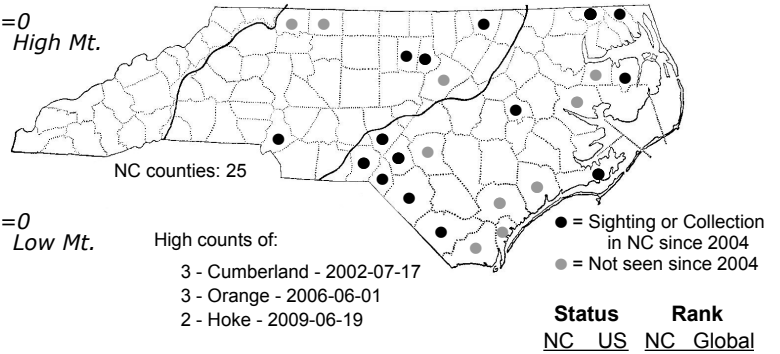 =0
High Mt.
NC counties: 25
=0
Low Mt.
High counts of:
3 - Cumberland - 2002-07-17
3 - Orange - 2006-06-01
2 - Hoke - 2009-06-19
= Sighting or Collection
in NC since 2004
= Not seen since 2004
Status Rank
NC US NC Global